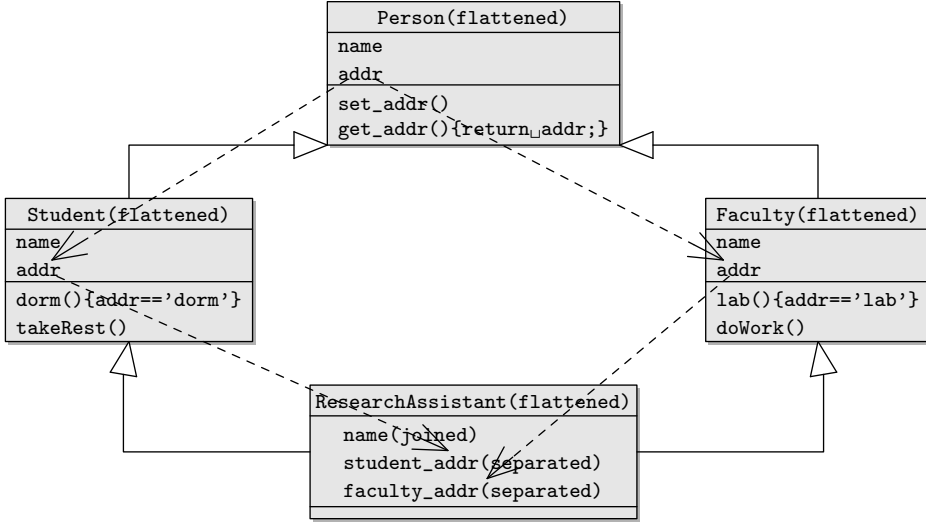 Person(flattened)
name
addr
set_addr()
get_addr(){return␣addr;}
Student(flattened)
name
addr
dorm(){addr=='dorm'}
takeRest()
Faculty(flattened)
name
addr
lab(){addr=='lab'}
doWork()
ResearchAssistant(flattened)
name(joined)
student_addr(separated)
faculty_addr(separated)